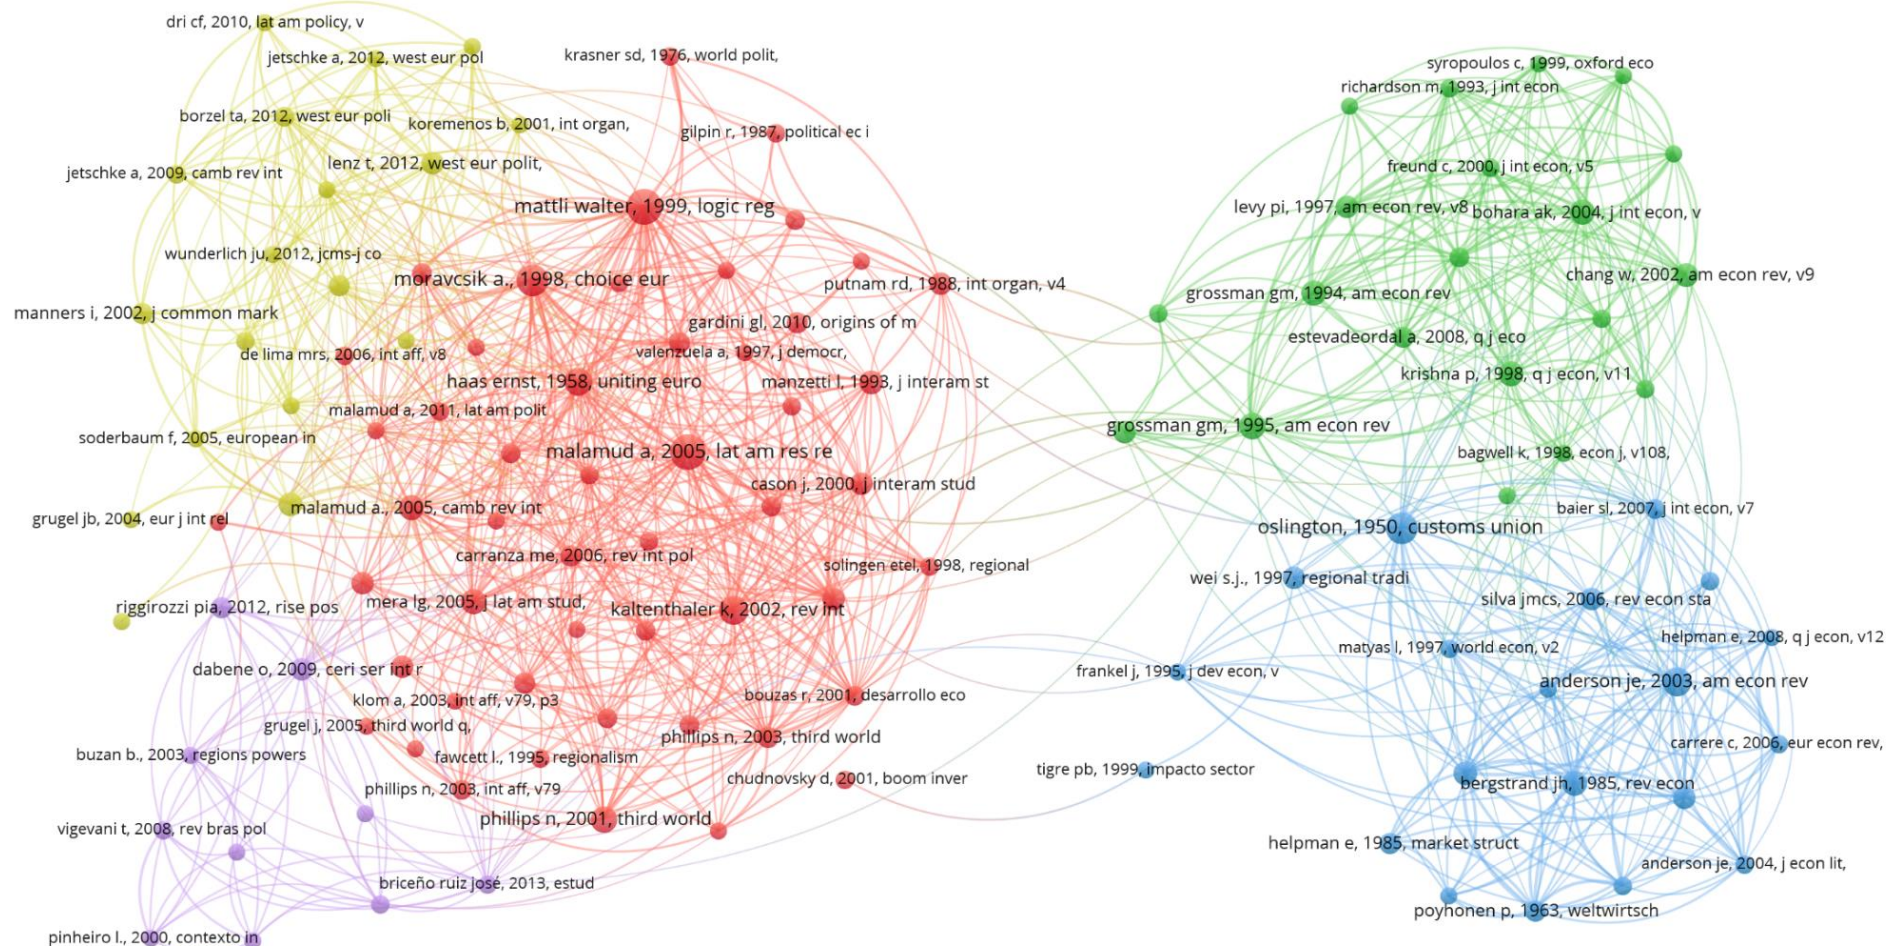 dri cf, 2010, lat am policy, v
jetschke a, 2012, west eur pol
krasner sd, 1976, world polit,
syropoulos c, 1999, oxford eco
richardson m, 1993, j int econ
borzel ta, 2012, west eur poli
koremenos b, 2001, int organ,
gilpin r, 1987, political ec i
lenz t, 2012, west eur polit,
freund c, 2000, j int econ, v5
jetschke a, 2009, camb rev int
mattli walter, 1999, logic reg
levy pi, 1997, am econ rev, v8
bohara ak, 2004, j int econ, v
wunderlich ju, 2012, jcms-j co
moravcsik a., 1998, choice eur
putnam rd, 1988, int organ, v4
chang w, 2002, am econ rev, v9
grossman gm, 1994, am econ rev
manners i, 2002, j common mark
gardini gl, 2010, origins of m
estevadeordal a, 2008, q j eco
de lima mrs, 2006, int aff, v8
valenzuela a, 1997, j democr,
haas ernst, 1958, uniting euro
manzetti l, 1993, j interam st
krishna p, 1998, q j econ, v11
malamud a, 2011, lat am polit
grossman gm, 1995, am econ rev
soderbaum f, 2005, european in
malamud a, 2005, lat am res re
bagwell k, 1998, econ j, v108,
cason j, 2000, j interam stud
malamud a., 2005, camb rev int
baier sl, 2007, j int econ, v7
grugel jb, 2004, eur j int rel
oslington, 1950, customs union
carranza me, 2006, rev int pol
solingen etel, 1998, regional
wei s.j., 1997, regional tradi
riggirozzi pia, 2012, rise pos
mera lg, 2005, j lat am stud,
kaltenthaler k, 2002, rev int
silva jmcs, 2006, rev econ sta
helpman e, 2008, q j econ, v12
matyas l, 1997, world econ, v2
dabene o, 2009, ceri ser int r
frankel j, 1995, j dev econ, v
anderson je, 2003, am econ rev
klom a, 2003, int aff, v79, p3
bouzas r, 2001, desarrollo eco
grugel j, 2005, third world q,
phillips n, 2003, third world
carrere c, 2006, eur econ rev,
buzan b., 2003, regions powers
fawcett l., 1995, regionalism
tigre pb, 1999, impacto sector
chudnovsky d, 2001, boom inver
bergstrand jh, 1985, rev econ
phillips n, 2003, int aff, v79
phillips n, 2001, third world
vigevani t, 2008, rev bras pol
helpman e, 1985, market struct
anderson je, 2004, j econ lit,
briceño ruiz josé, 2013, estud
poyhonen p, 1963, weltwirtsch
pinheiro l., 2000, contexto in